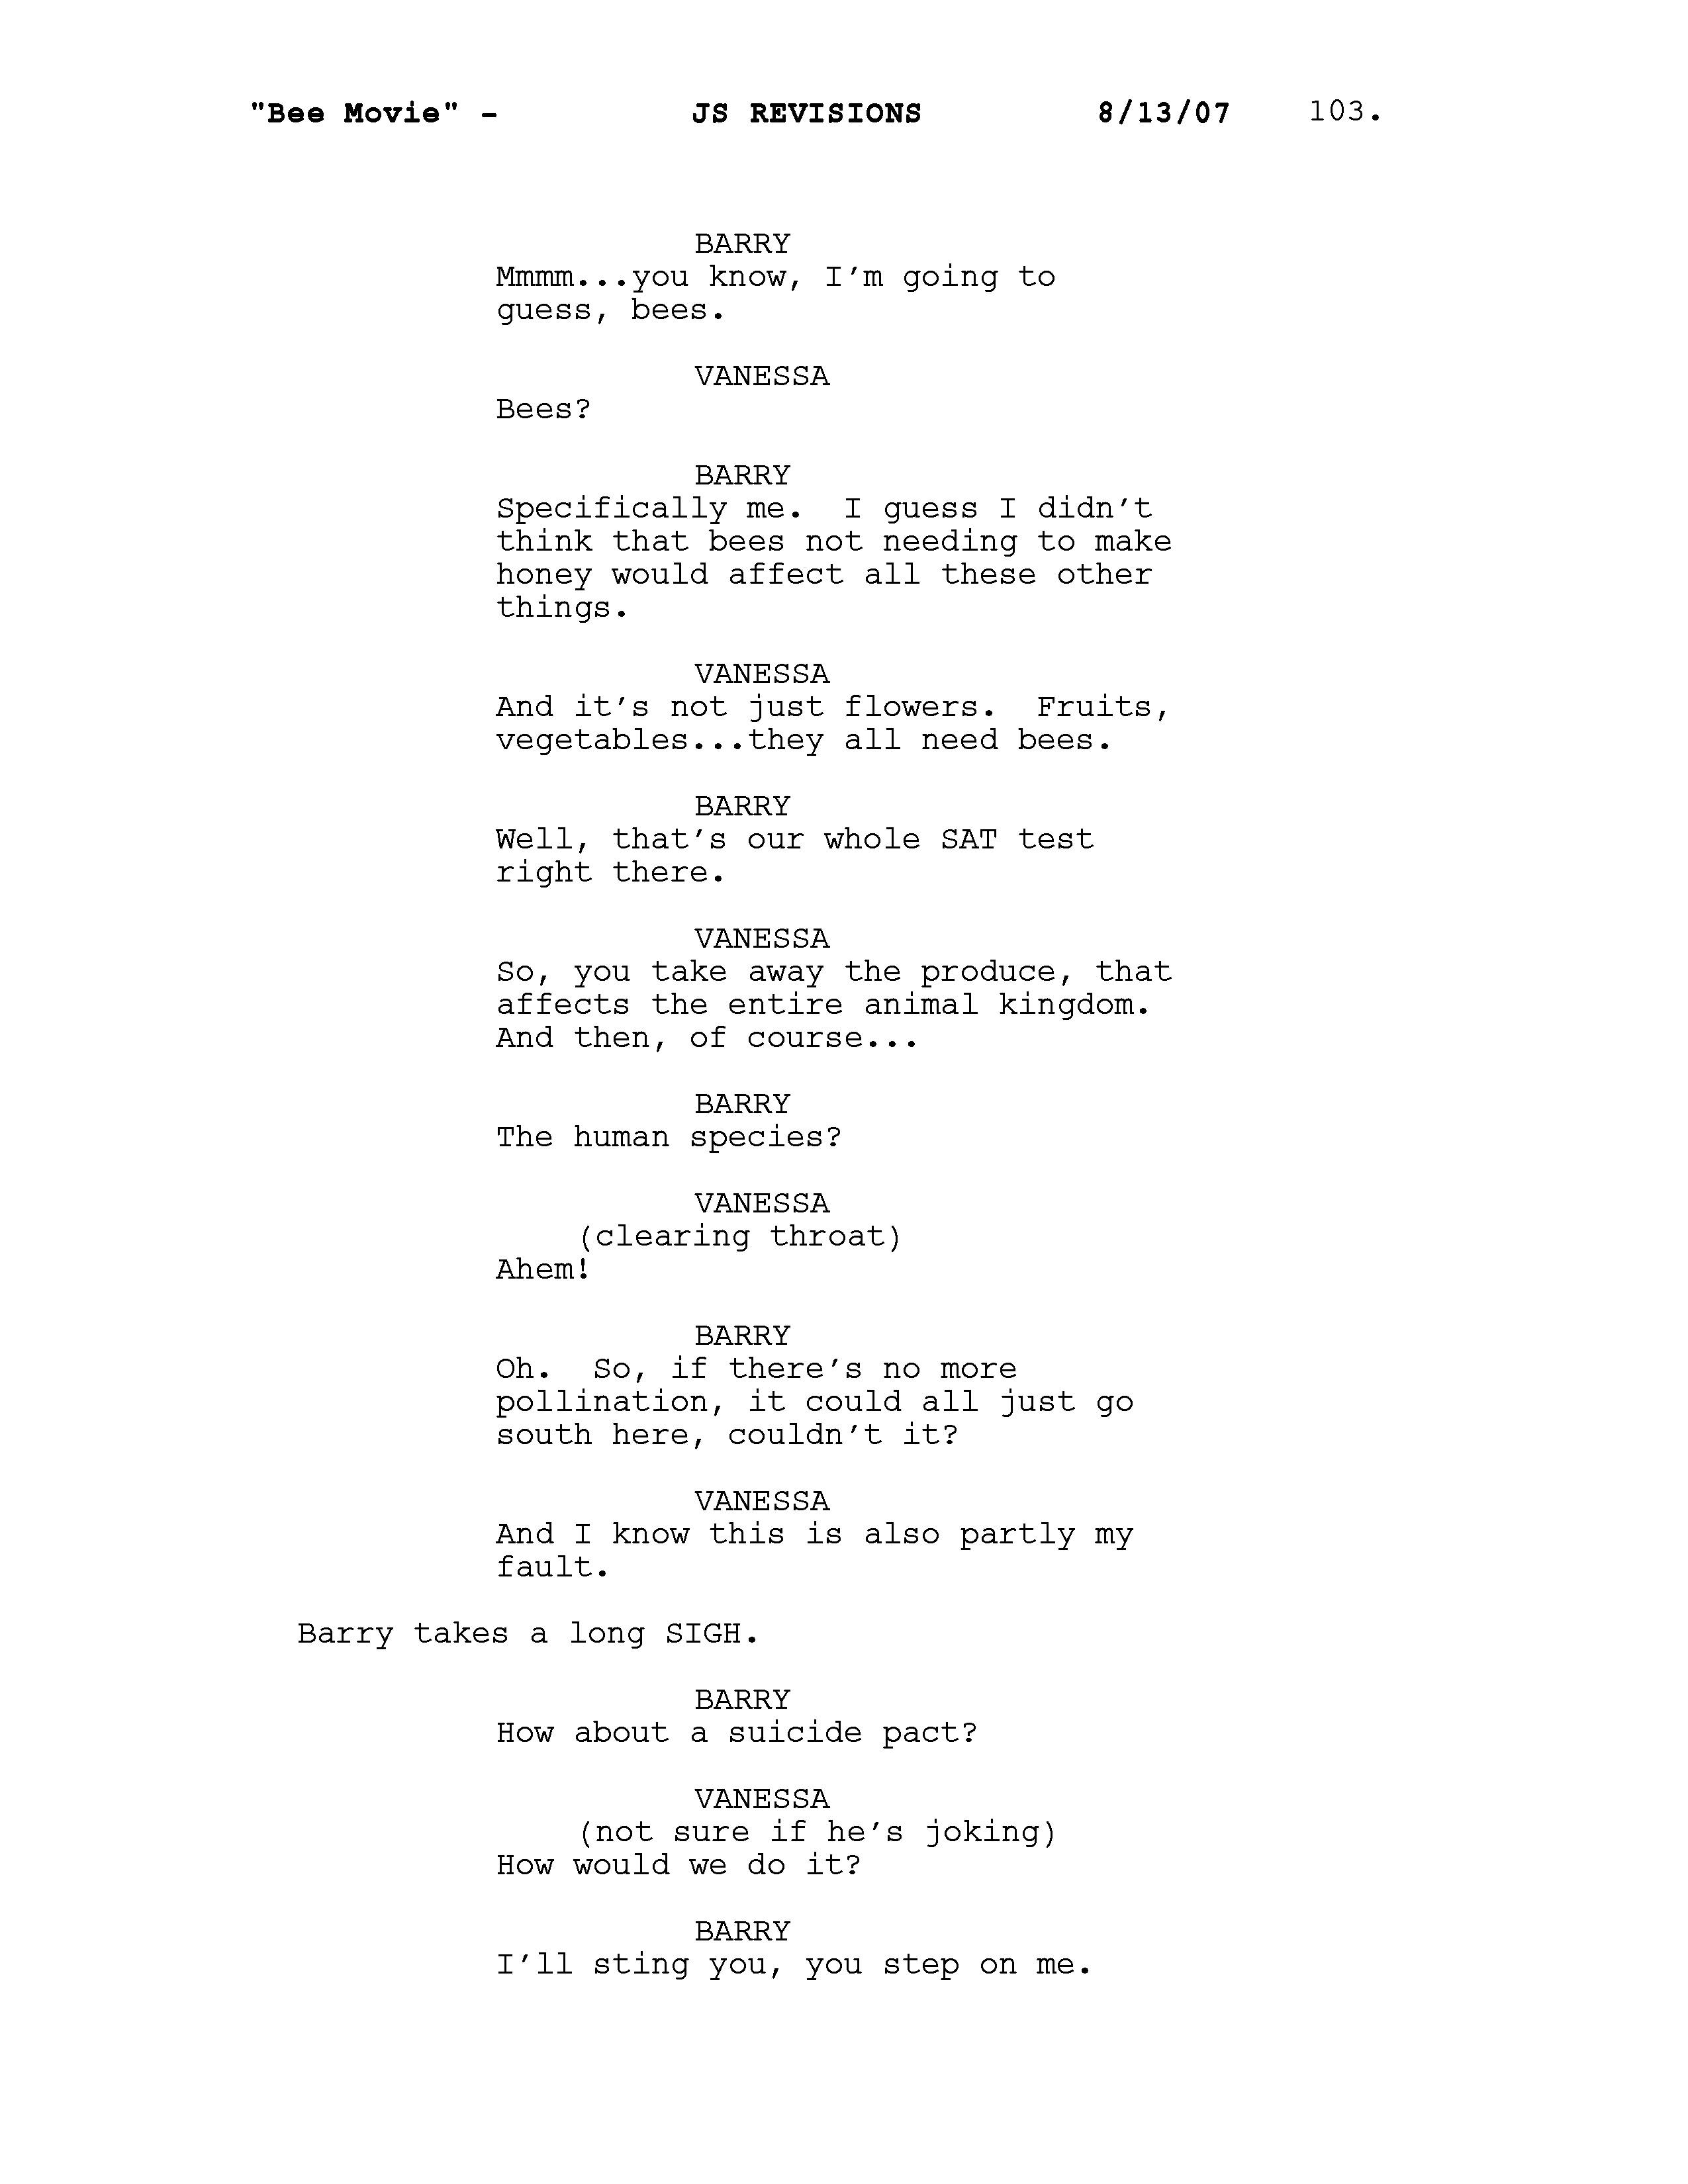 "Bee Movie" - JS REVISIONS 8/13/07 103.
BARRY
Mmmm...you know, I'm going to
guess, bees.
VANESSA
Bees?
BARRY
Specifically me.  I guess I didn't
think that bees not needing to make
honey would affect all these other
things.
VANESSA
And it's not just flowers.  Fruits,
vegetables...they all need bees.
BARRY
Well, that's our whole SAT test
right there.
VANESSA
So, you take away the produce, that
affects the entire animal kingdom.
And then, of course...
BARRY
The human species?
VANESSA
(clearing throat)
Ahem!
BARRY
Oh.  So, if there's no more
pollination, it could all just go
south here, couldn't it?
VANESSA
And I know this is also partly my
fault.
Barry takes a long SIGH.
BARRY
How about a suicide pact?
VANESSA
(not sure if he's joking)
How would we do it?
BARRY
I'll sting you, you step on me.